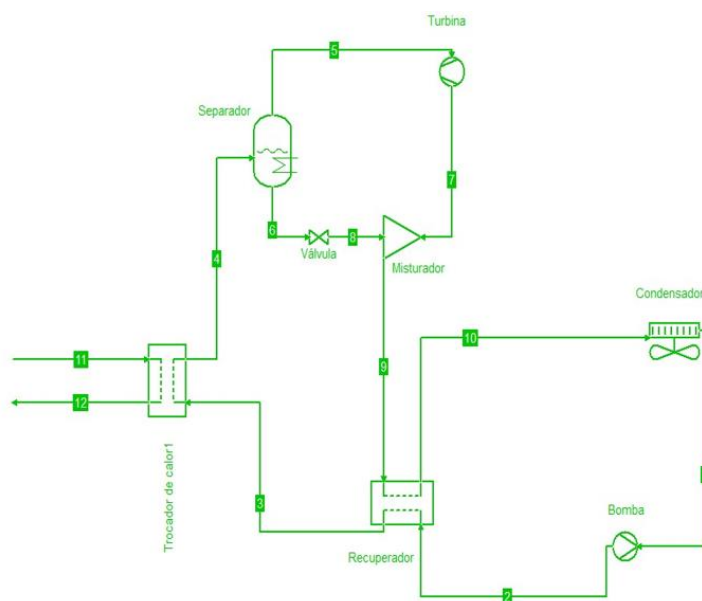 Turbina
5
Separador
7
6
8
Válvula
Misturador
4
Condensador
10
11
9
12
Trocador de calor1
3
Bomba
Recuperador
2